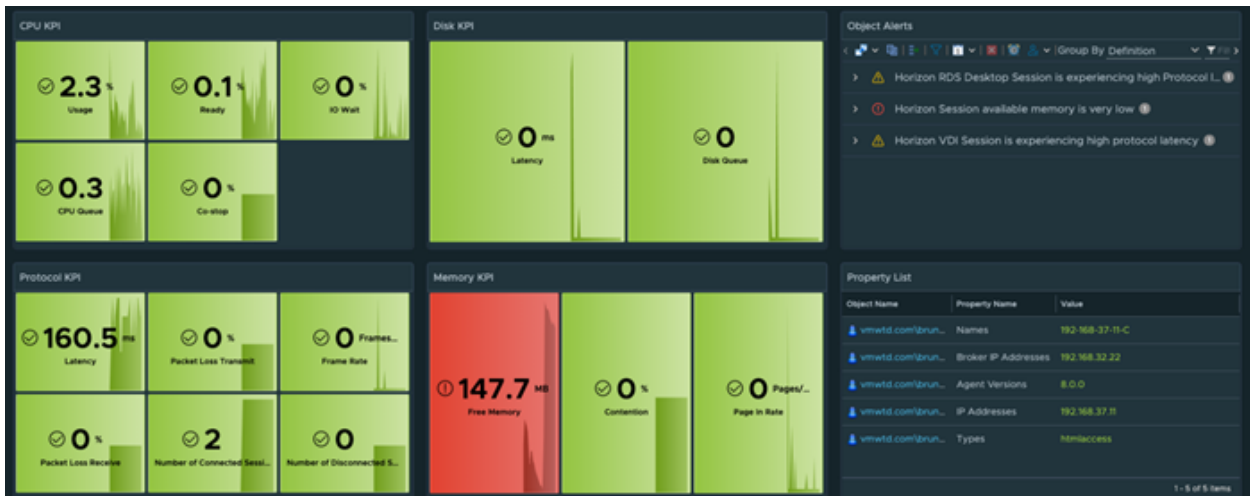 CPU KPI
2.3 %
Usage
0.1 %
Ready
0 %
IO Wait
0.3
CPU Queue
0 %
Co-stop
Disk KPI
0 ms
Latency
0
Disk Queue
Object Alerts
Group By Definition
Horizon RDS Desktop Session is experiencing high Protocol l... 1
Horizon Session available memory is very low 1
Horizon VDI Session is experiencing high protocol latency 1
Protocol KPI
160.5 ms
Latency
0 %
Packet Loss Transmit
0 Frames...
Frame Rate
0 %
Packet Loss Receive
2
Number of Connected Sessi...
0
Number of Disconnected S...
Memory KPI
147.7 MB
Free Memory
0 %
Contention
0 Pages/...
Page in Rate
Property List
Object Name Property Name Value
vmwtd.com\brun... Names 192-168-37-11-C
vmwtd.com\brun... Broker IP Addresses 192.168.32.22
vmwtd.com\brun... Agent Versions 8.0.0
vmwtd.com\brun... IP Addresses 192.168.37.11
vmwtd.com\brun... Types htmlaccess
1 - 5 of 5 items